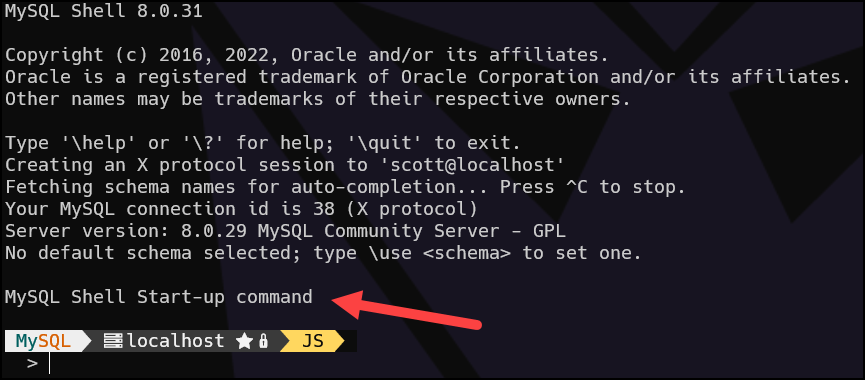 MySQL Shell 8.0.31
Copyright (c) 2016, 2022, Oracle and/or its affiliates.
Oracle is a registered trademark of Oracle Corporation and/or its affiliates.
Other names may be trademarks of their respective owners.
Type '\help' or '\?' for help; '\quit' to exit.
Creating an X protocol session to 'scott@localhost'
Fetching schema names for auto-completion... Press ^C to stop.
Your MySQL connection id is 38 (X protocol)
Server version: 8.0.29 MySQL Community Server - GPL
No default schema selected; type \use <schema> to set one.
MySQL Shell Start-up command
MySQL localhost JS
>